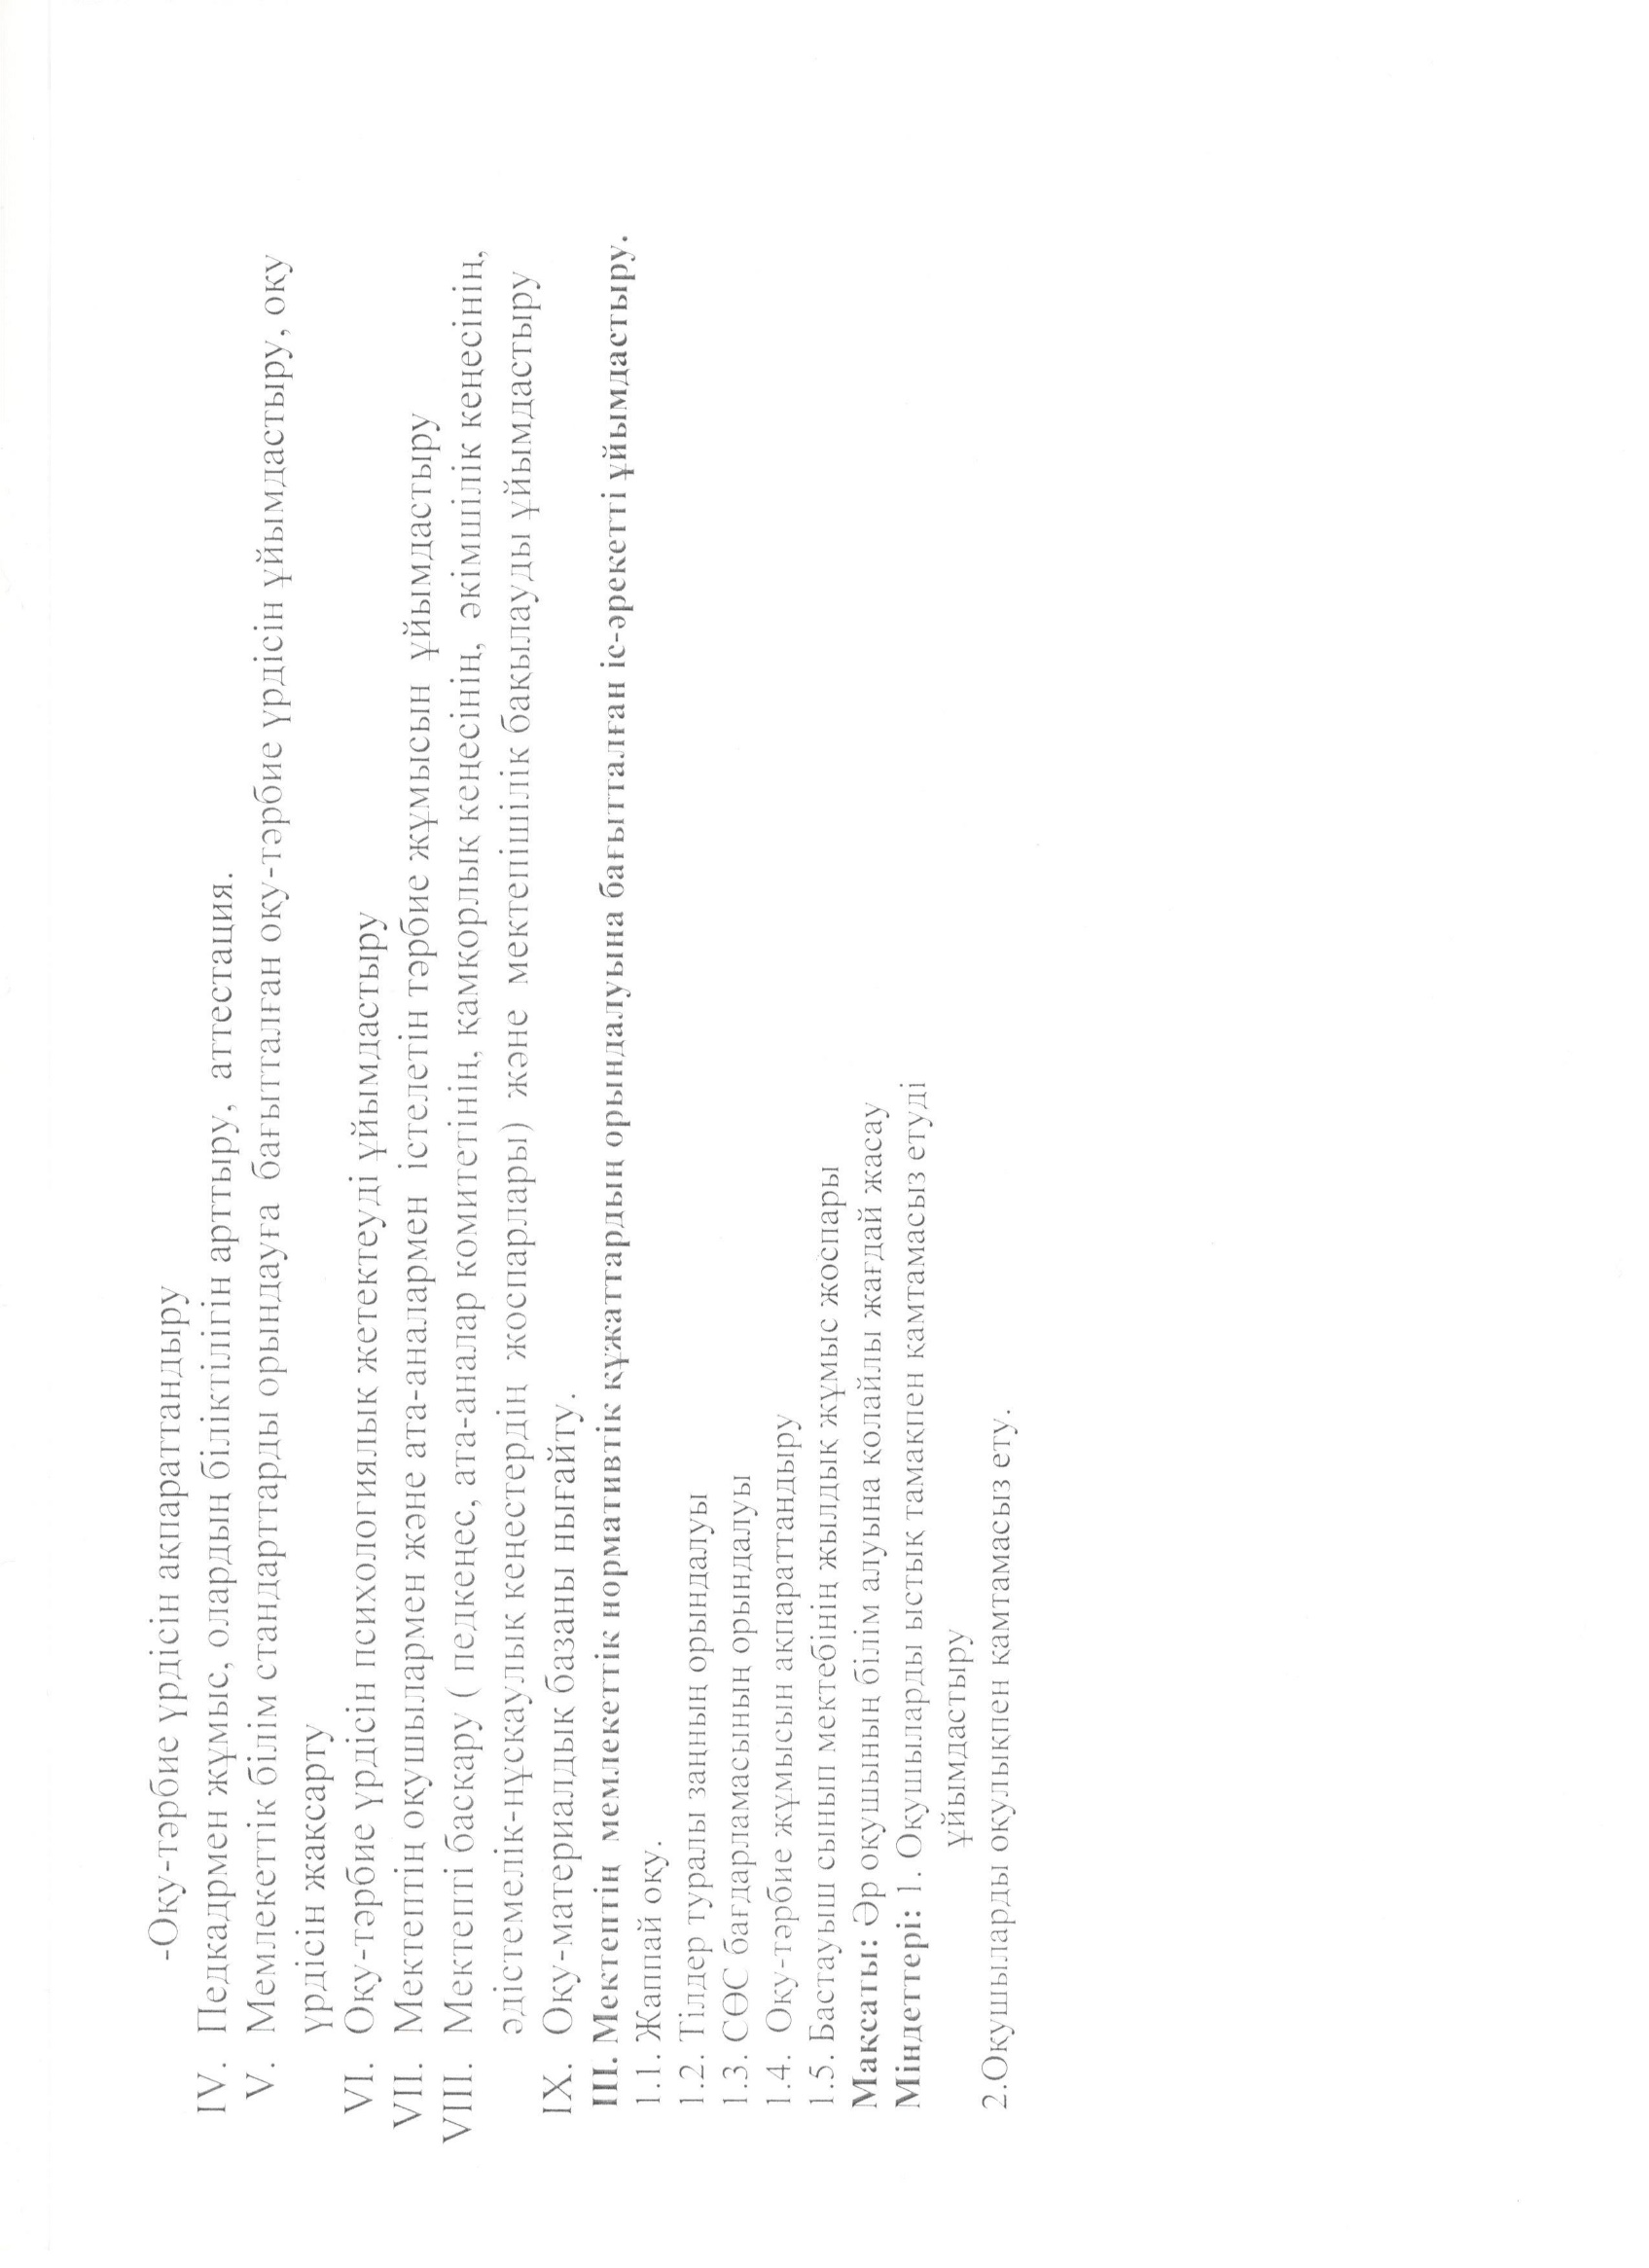 -Оқу-тәрбие үрдісін ақпараттандыру
IV. Педкадрмен жұмыс, олардың біліктілігін арттыру, аттестация.
V. Мемлекеттік білім стандарттарды орындауға бағытталған оқу-тәрбие үрдісін ұйымдастыру, оқу
үрдісін жақсарту
VI. Оқу-тәрбие үрдісін психологиялық жетектеуді ұйымдастыру
VII. Мектептің оқушылармен және ата-аналармен істелетін тәрбие жұмысын ұйымдастыру
VIII. Мектепті басқару ( педкеңес, ата-аналар комитетінің, қамқорлық кеңесінің, әкімшілік кеңесінің,
әдістемелік-нұсқаулық кеңестердің жоспарлары) және мектепішілік бақылауды ұйымдастыру
IX. Оқу-материалдық базаны нығайту.
III. Мектептің мемлекеттік нормативтік құжаттардың орындалуына бағытталған іс-әрекетті ұйымдастыру.
1.1. Жаппай оқу.
1.2. Тілдер туралы заңның орындалуы
1.3. СӨС бағдарламасының орындалуы
1.4. Оқу-тәрбие жұмысын ақпараттандыру
1.5. Бастауыш сынып мектебінің жылдық жұмыс жоспары
Мақсаты: Әр оқушының білім алуына қолайлы жағдай жасау
Міндеттері: 1. Оқушыларды ыстық тамақпен қамтамасыз етуді
ұйымдастыру
2.Оқушыларды оқулықпен қамтамасыз ету.